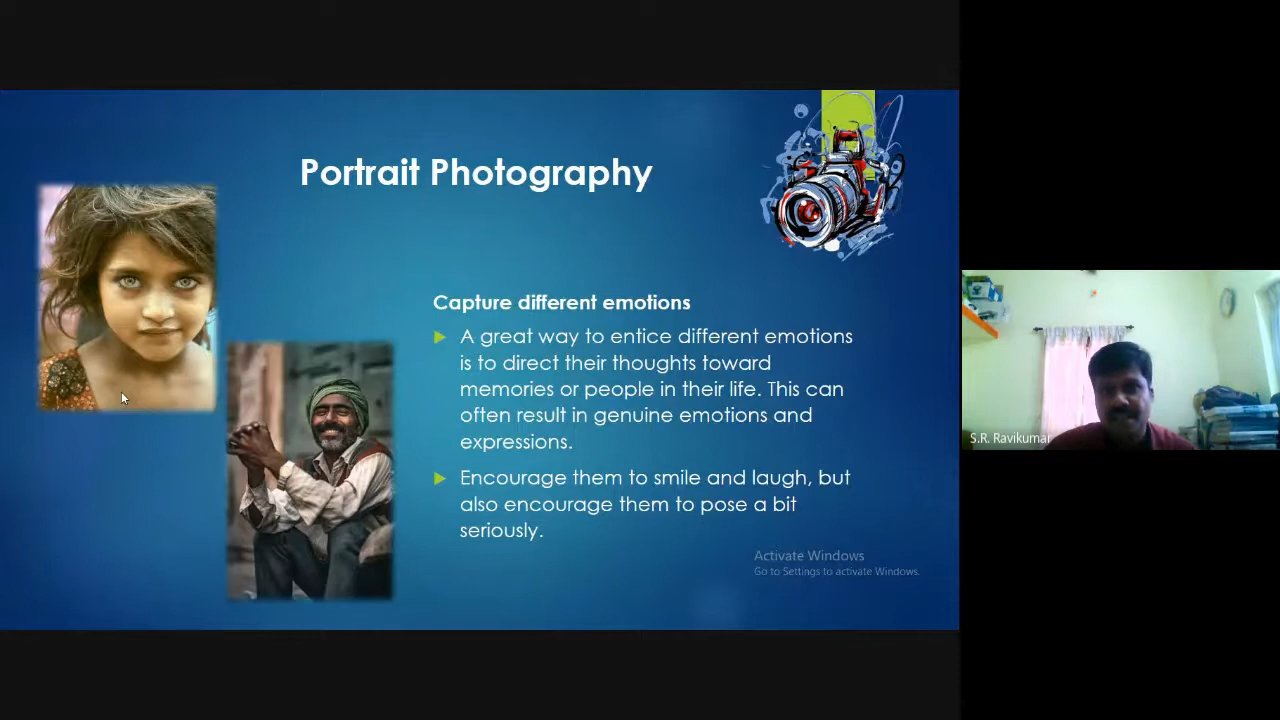 Portrait Photography
Capture different emotions
A great way to entice different emotions
is to direct their thoughts toward
memories or people in their life. This can
often result in genuine emotions and
expressions.
Encourage them to smile and laugh, but
also encourage them to pose a bit
seriously.
Activate Windows
Go to Settings to activate Windows.
S.R. Ravikumar